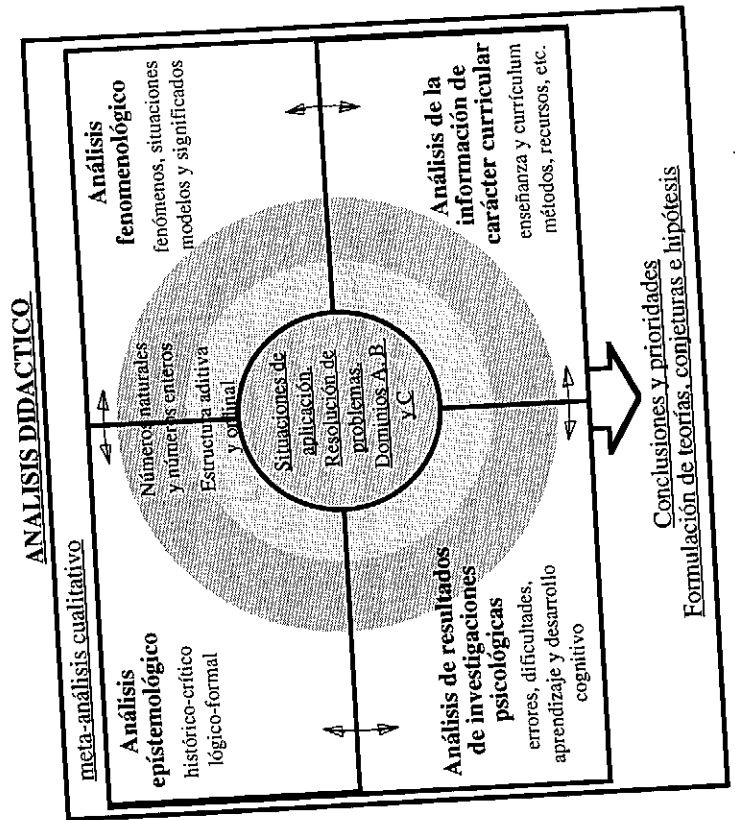 ANALISIS DIDACTICO
meta-análisis cualitativo
Análisis
epístemológico
histórico-crítico
lógico-formal
Análisis
fenomenológico
fenómenos, situaciones
modelos y significados
Números naturales
y números enteros
Estructura aditiva
y ordinal
Situaciones de
aplicación.
Resolución de
problemas.
Dominios A, B
y C
Análisis de resultados
de investigaciones
psicológicas
errores, dificultades,
aprendizaje y desarrollo
cognitivo
Análisis de la
información de
carácter curricular
enseñanza y currículum
métodos, recursos, etc.
Conclusiones y prioridades
Formulación de teorías, conjeturas e hipótesis